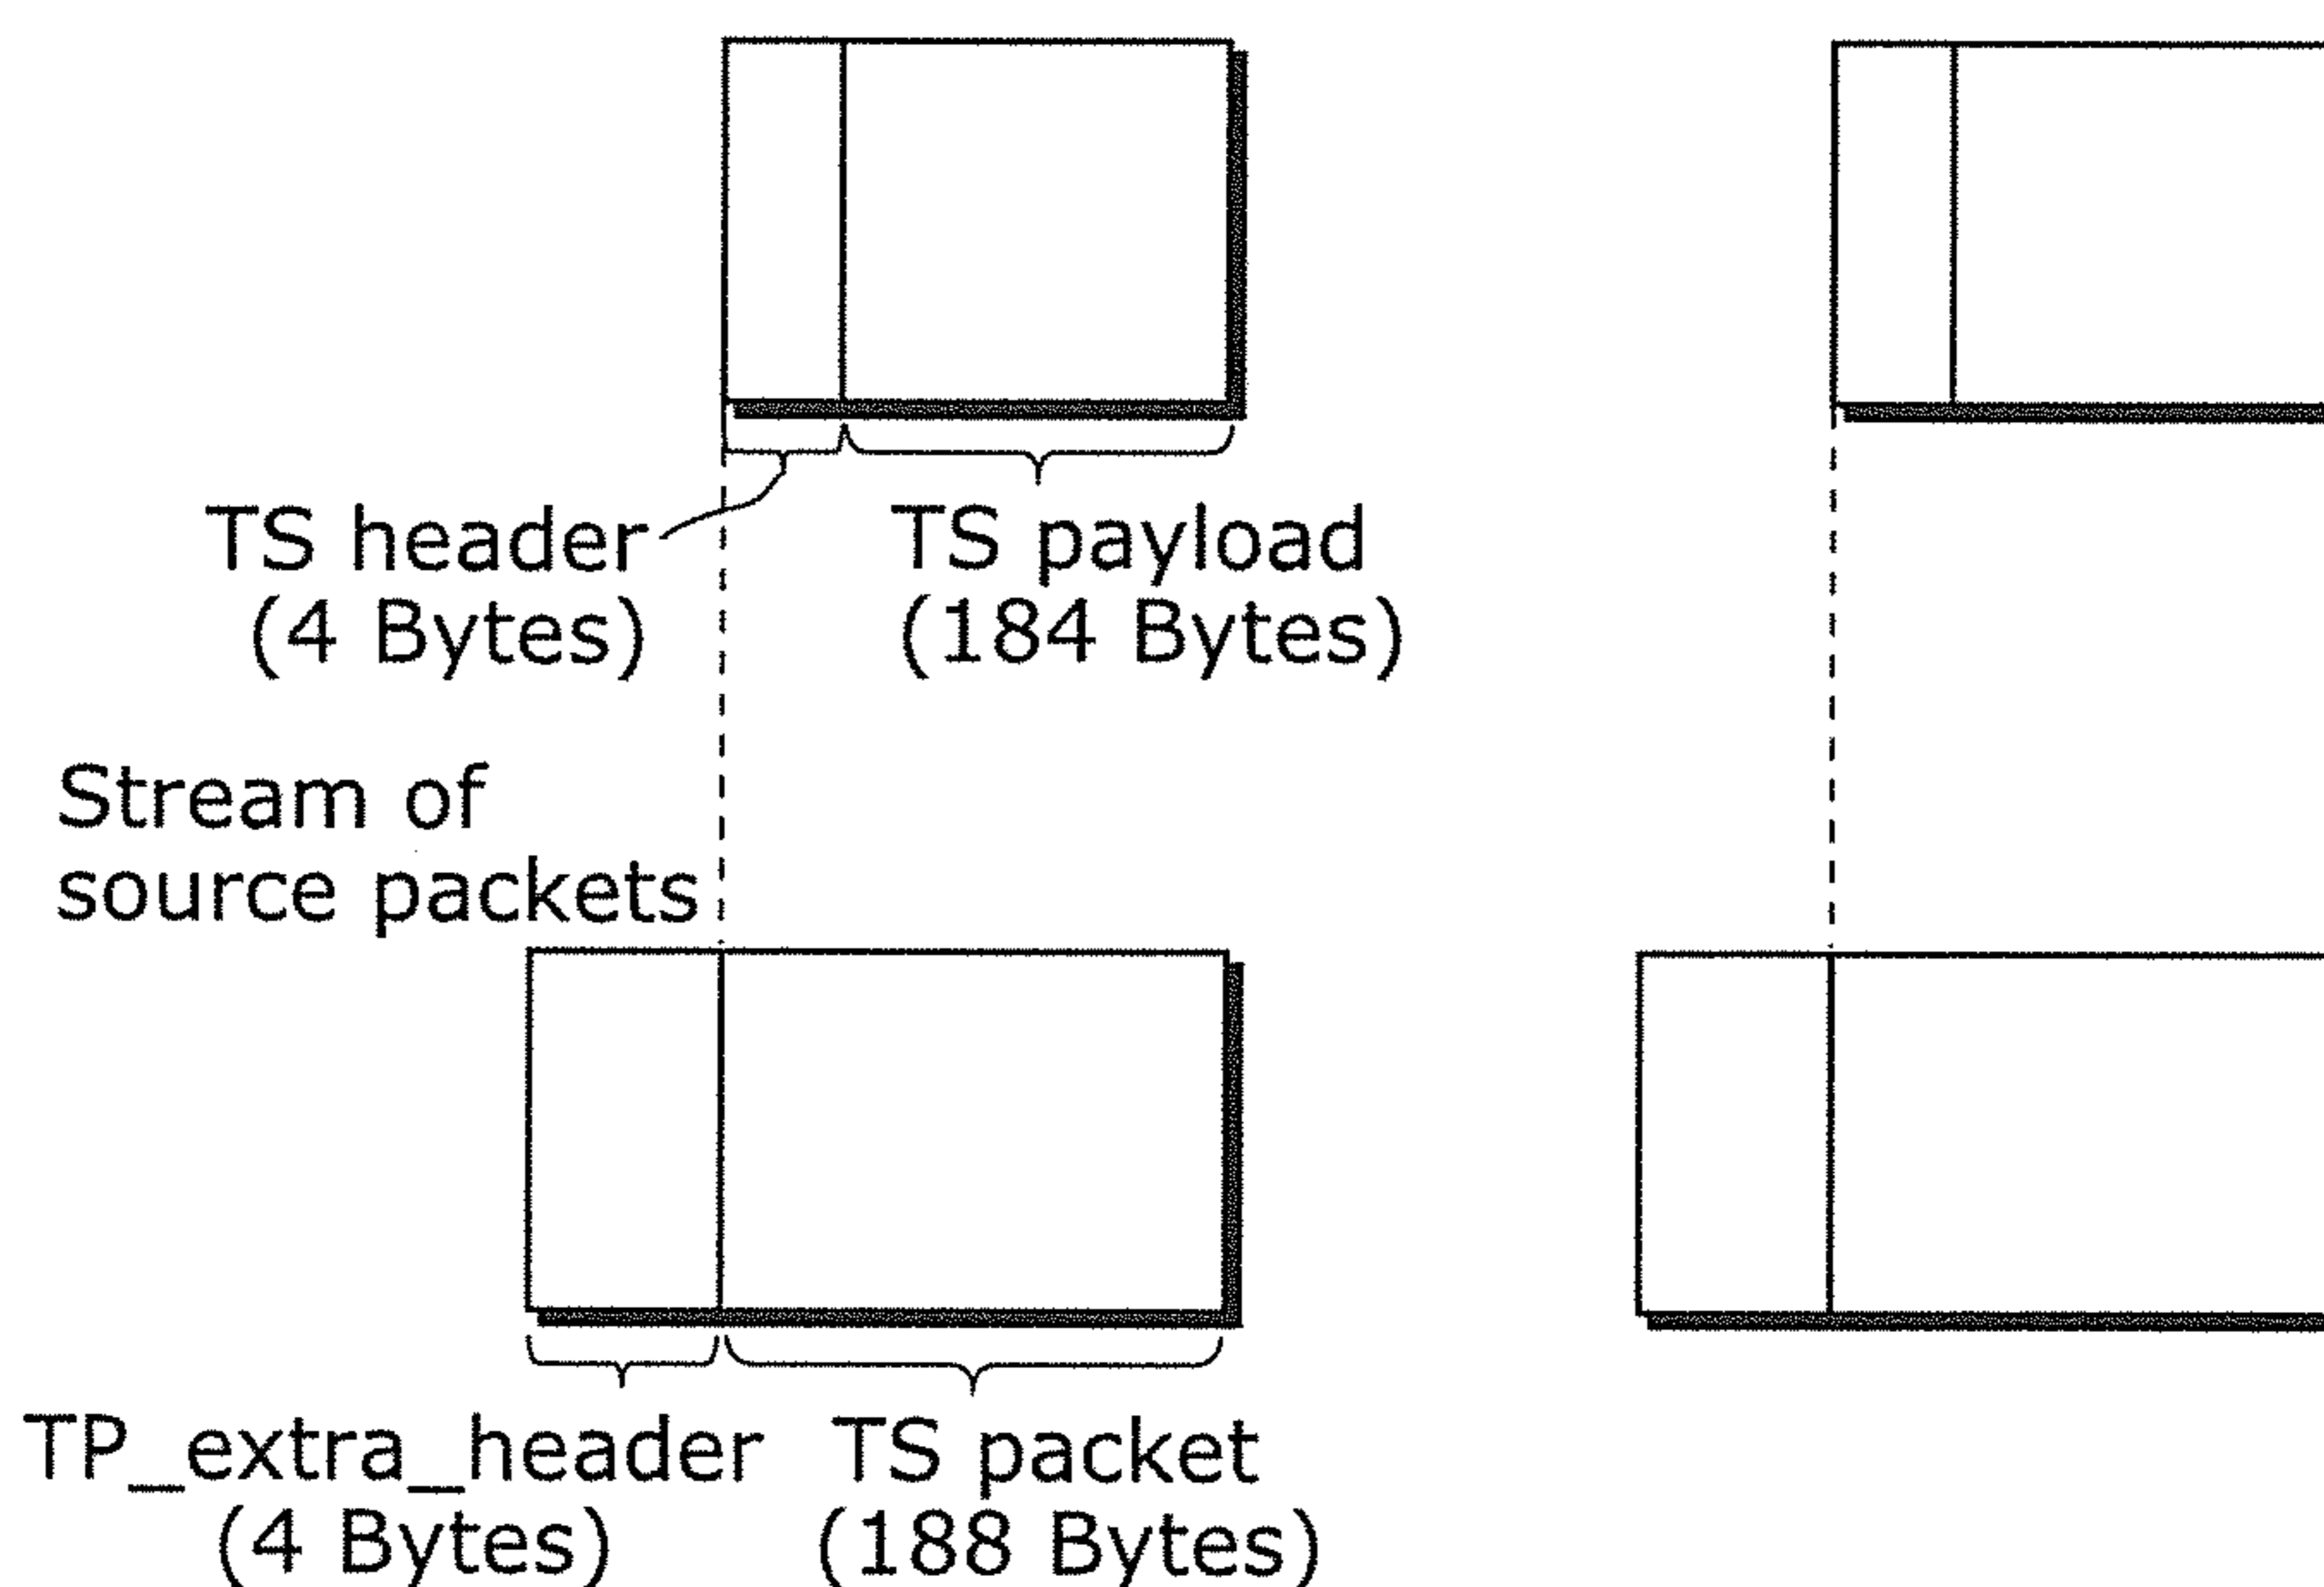 TS header
(4 Bytes)
TS payload
(184 Bytes)
Stream of
source packets
TP_extra_header
(4 Bytes)
TS packet
(188 Bytes)